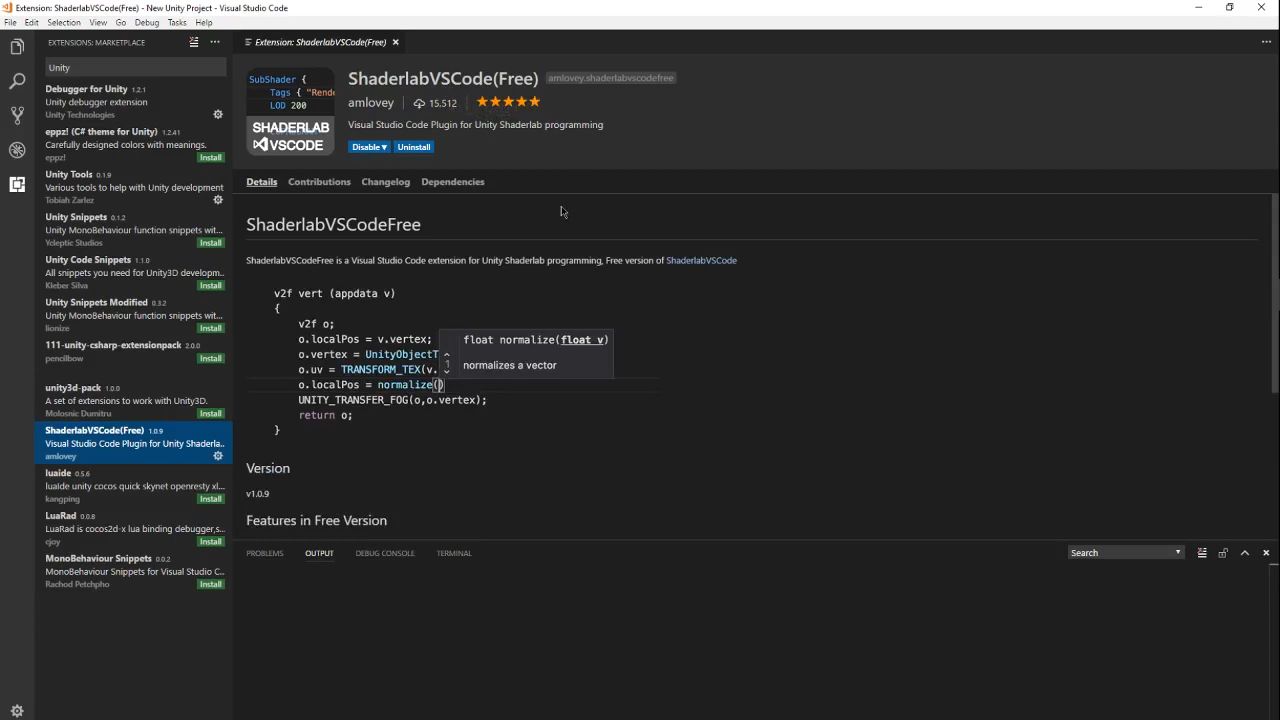 Extension: ShaderlabVSCode(Free) - New Unity Project - Visual Studio Code
File Edit Selection View Go Debug Tasks Help
EXTENSIONS: MARKETPLACE
Unity
Debugger for Unity 1.2.1
Unity debugger extension
Unity Technologies
eppz! (C# theme for Unity) 1.2.41
Carefully designed colors with meanings.
eppz! Install
Unity Tools 0.1.9
Various tools to help with Unity development
Tobiah Zarlez
Unity Snippets 0.1.2
Unity MonoBehaviour function snippets wit...
Ycleptic Studios Install
Unity Code Snippets 1.1.0
All snippets you need for Unity3D developm...
Kleber Silva Install
Unity Snippets Modified 0.3.2
Unity MonoBehaviour function snippets wit...
lionize Install
111-unity-csharp-extensionpack 2.0.0
pencilbow Install
unity3d-pack 1.0.0
A set of extensions to work with Unity3D.
Molosnic Dumitru Install
ShaderlabVSCode(Free) 1.0.9
Visual Studio Code Plugin for Unity Shaderla...
amlovey
luaide 0.5.6
luaIde unity cocos quick skynet openresty xl...
kangping Install
LuaRad 0.0.8
LuaRad is cocos2d-x lua binding debugger,s...
cjoy Install
MonoBehaviour Snippets 0.0.2
MonoBehaviour Snippets for Visual Studio C...
Rachod Petchpho Install
Extension: ShaderlabVSCode(Free)
SubShader {
Tags { "Rende
LOD 200
SHADERLAB
VSCODE
ShaderlabVSCode(Free) amlovey.shaderlabvscodefree
amlovey 15.512
Visual Studio Code Plugin for Unity Shaderlab programming
Disable Uninstall
Details Contributions Changelog Dependencies
ShaderlabVSCodeFree
ShaderlabVSCodeFree is a Visual Studio Code extension for Unity Shaderlab programming, Free version of ShaderlabVSCode
v2f vert (appdata v)
{
v2f o;
o.localPos = v.vertex;
o.vertex = UnityObjectT
o.uv = TRANSFORM_TEX(v.
o.localPos = normalize()
UNITY_TRANSFER_FOG(o,o.vertex);
return o;
}
float normalize(float v)
1
normalizes a vector
Version
v1.0.9
Features in Free Version
PROBLEMS OUTPUT DEBUG CONSOLE TERMINAL Search